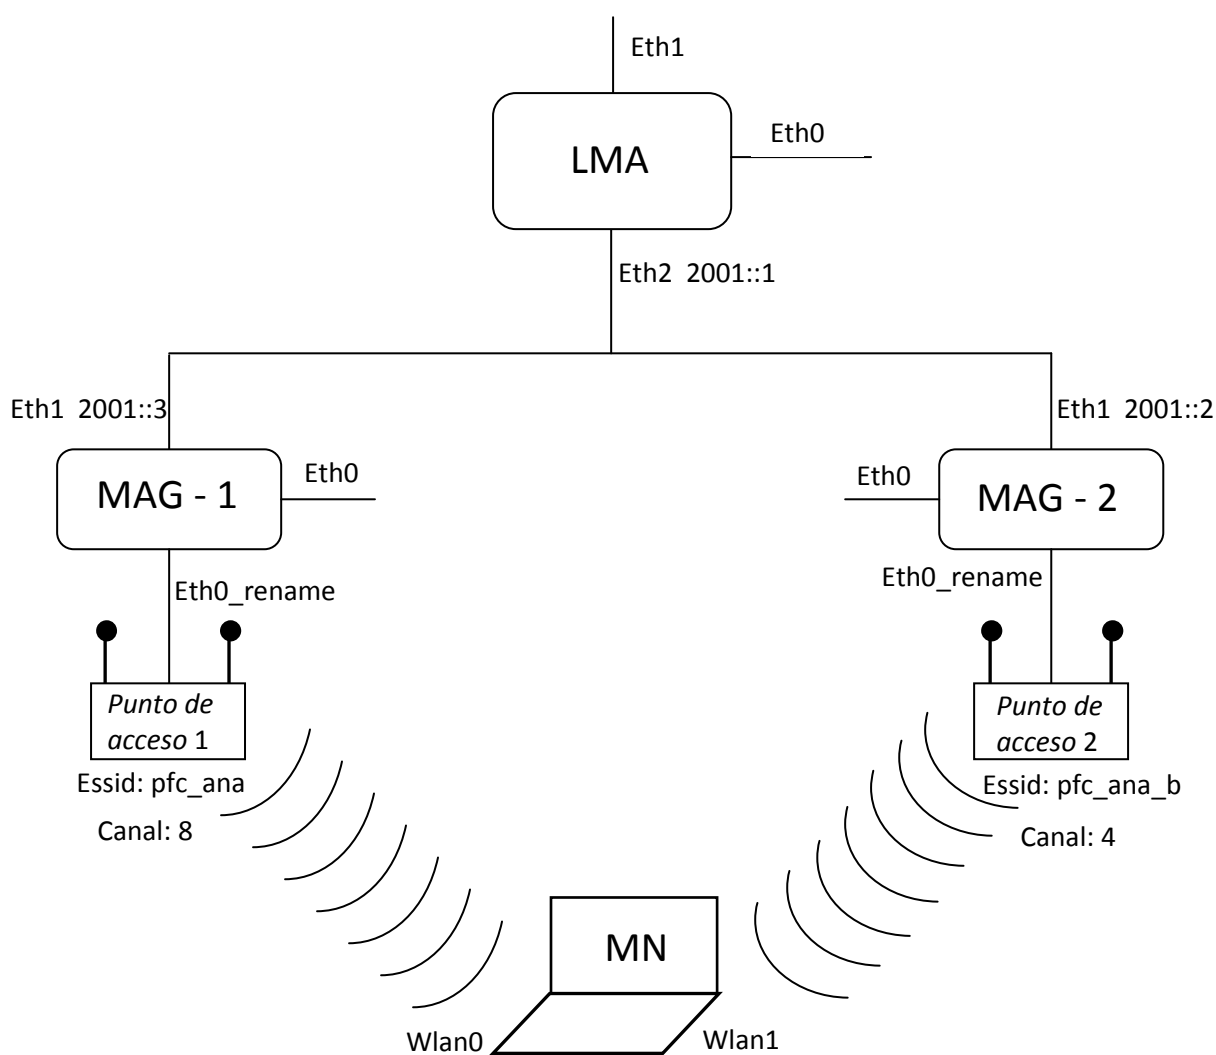 Eth1
LMA
Eth0
Eth2  2001::1
Eth1  2001::3
Eth1  2001::2
MAG - 1
Eth0
Eth0
MAG - 2
Eth0_rename
Eth0_rename
Punto de
acceso 1
Punto de
acceso 2
Essid: pfc_ana
Essid: pfc_ana_b
Canal: 8
Canal: 4
MN
Wlan0
Wlan1